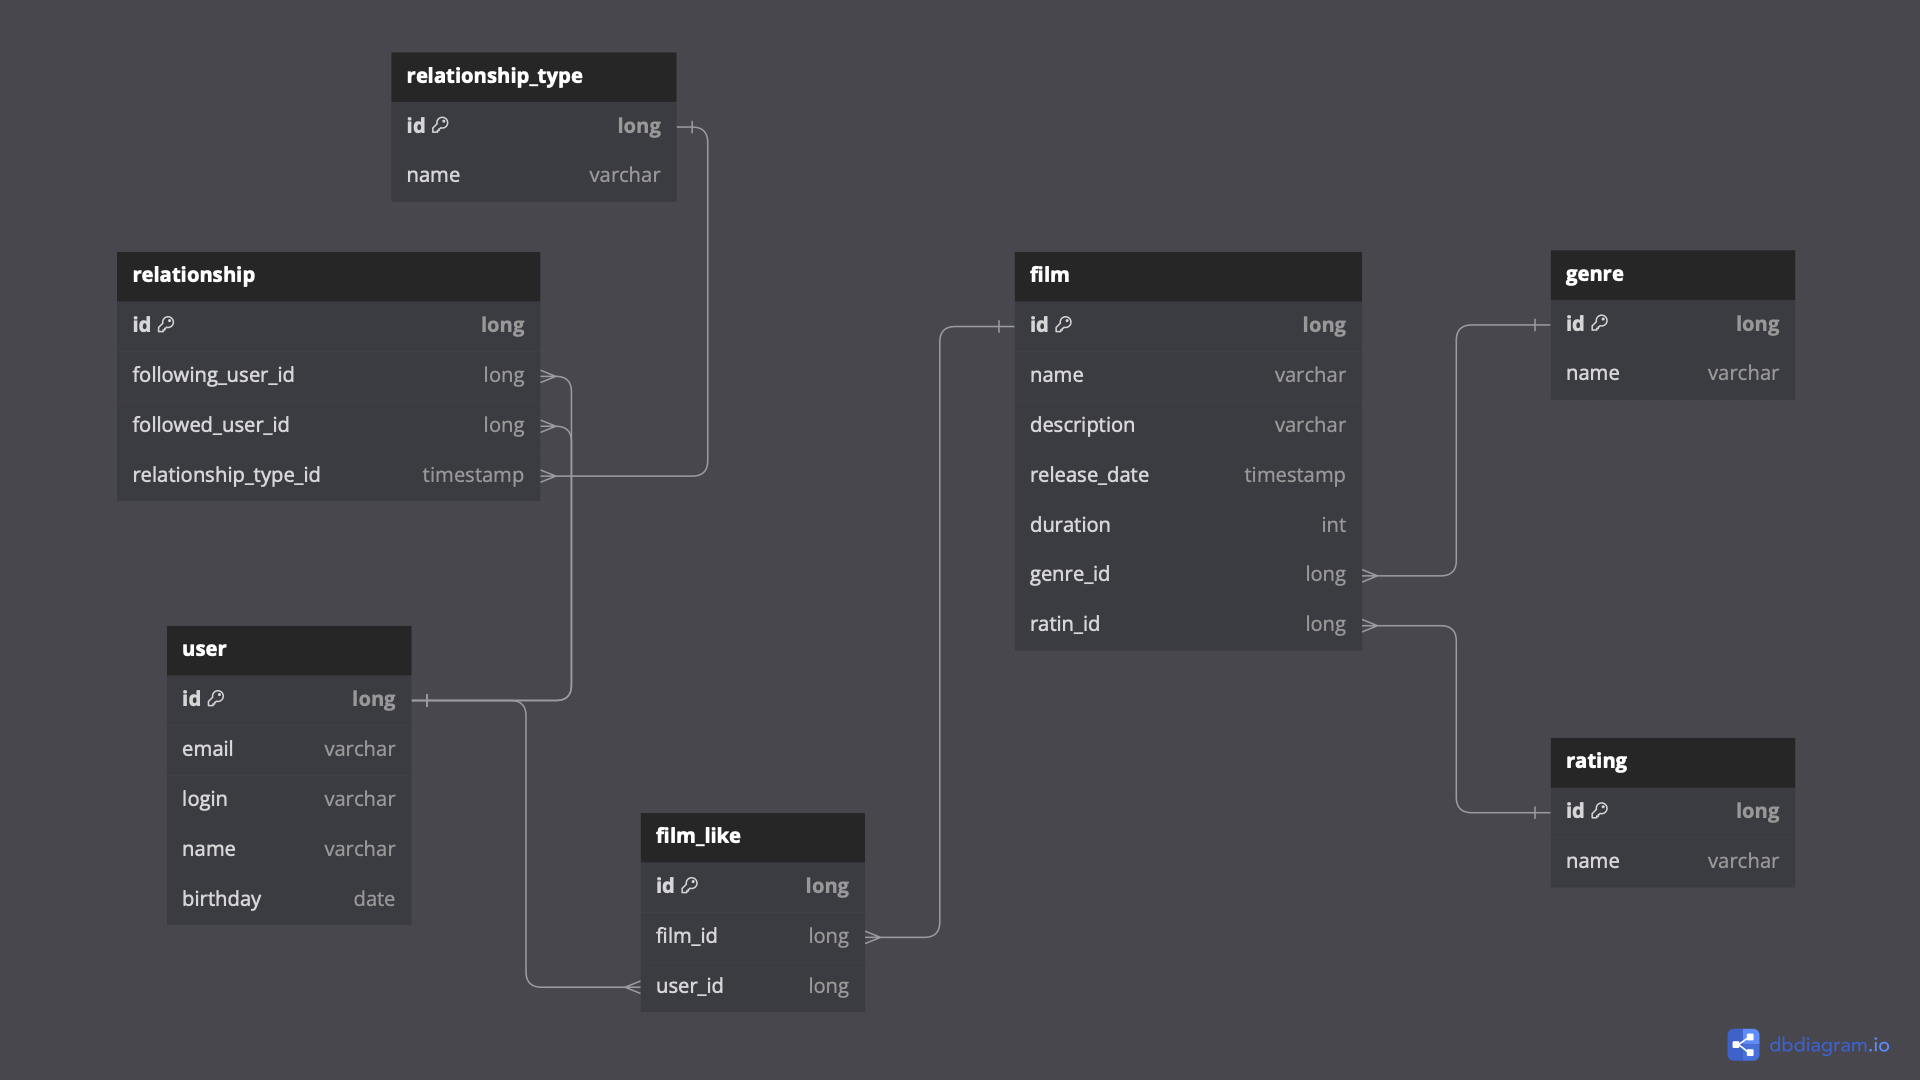 relationship_type
id long
name varchar
relationship
id long
following_user_id long
followed_user_id long
relationship_type_id timestamp
user
id long
email varchar
login varchar
name varchar
birthday date
film_like
id long
film_id long
user_id long
film
id long
name varchar
description varchar
release_date timestamp
duration int
genre_id long
ratin_id long
genre
id long
name varchar
rating
id long
name varchar
dbdiagram.io